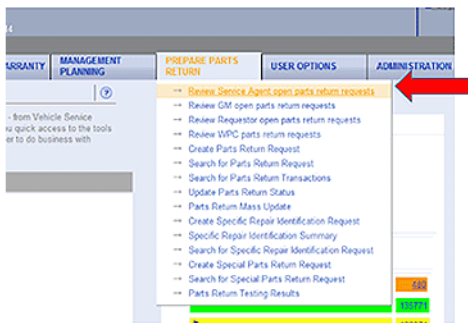 ARRANTY
MANAGEMENT
PLANNING
PREPARE PARTS
RETURN
USER OPTIONS
ADMINISTRATION
Review Service Agent open parts return requests
Review GM open parts return requests
Review Requestor open parts return requests
Review WPC parts return requests
Create Parts Return Request
Search for Parts Return Request
Search for Parts Return Transactions
Update Parts Return Status
Parts Return Mass Update
Create Specific Repair Identification Request
Specific Repair Identification Summary
Search for Specific Repair Identification Request
Create Special Parts Return Request
Search for Special Parts Return Request
Parts Return Testing Results
- from Vehicle Service
u quick access to the tools
er to do business with
480
135771